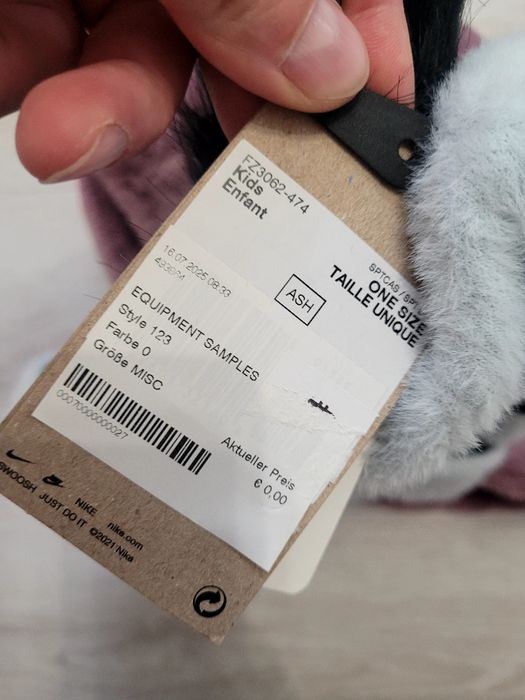 FZ3062-474
Kids
Enfant
SPTCAS / SP
ONE SIZE
TAILLE UNIQUE
16.07.2025 08:33
ASH
EQUIPMENT SAMPLES
Style 123
Farbe 0
Größe MISC
Aktueller Preis
€ 0,00
SWOOSH JUST DO IT NIKE nike.com
©2021 Nike